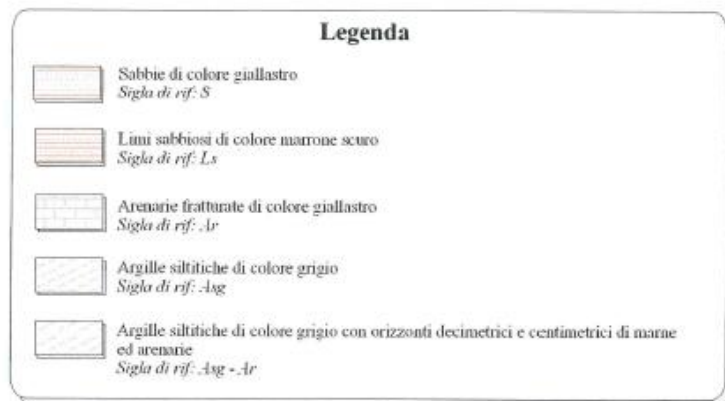 Legenda
Sabbie di colore giallastro
Sigla di rif: S
Limi sabbiosi di colore marrone scuro
Sigla di rif: Ls
Arenarie fratturate di colore giallastro
Sigla di rif: Ar
Argille siltitiche di colore grigio
Sigla di rif: Asg
Argille siltitiche di colore grigio con orizzonti decimetrici e centimetrici di marne
ed arenarie
Sigla di rif: Asg - Ar